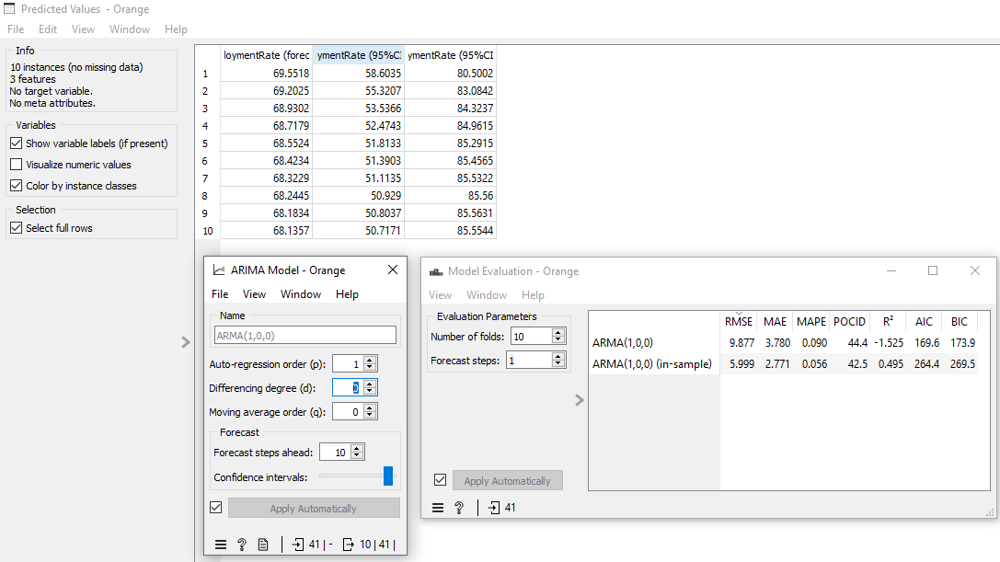 Predicted Values - Orange
File Edit View Window Help
Info
10 instances (no missing data)
3 features
No target variable.
No meta attributes.
Variables
Show variable labels (if present)
Visualize numeric values
Color by instance classes
Selection
Select full rows
loymentRate (forec ymentRate (95%CI ymentRate (95%CI
1 69.5518 58.6035 80.5002
2 69.2025 55.3207 83.0842
3 68.9302 53.5366 84.3237
4 68.7179 52.4743 84.9615
5 68.5524 51.8133 85.2915
6 68.4234 51.3903 85.4565
7 68.3229 51.1135 85.5322
8 68.2445 50.929 85.56
9 68.1834 50.8037 85.5631
10 68.1357 50.7171 85.5544
ARIMA Model - Orange
File View Window Help
Name
ARMA(1,0,0)
Auto-regression order (p): 1
Differencing degree (d): 0
Moving average order (q): 0
Forecast
Forecast steps ahead: 10
Confidence intervals:
Apply Automatically
41 | - 10 | 41 |
Model Evaluation - Orange
View Window Help
Evaluation Parameters
Number of folds: 10
Forecast steps: 1
Apply Automatically
41
RMSE MAE MAPE POCID R² AIC BIC
ARMA(1,0,0) 9.877 3.780 0.090 44.4 -1.525 169.6 173.9
ARMA(1,0,0) (in-sample) 5.999 2.771 0.056 42.5 0.495 264.4 269.5